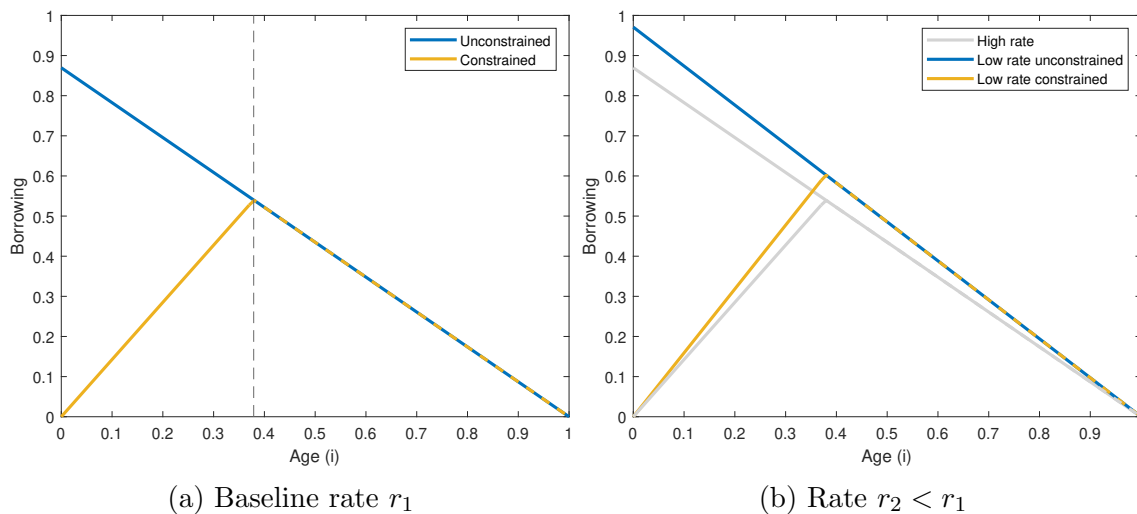 1
0.9
0.8
0.7
0.6
0.5
0.4
0.3
0.2
0.1
0
Borrowing
Unconstrained
Constrained
0 0.1 0.2 0.3 0.4 0.5 0.6 0.7 0.8 0.9 1
Age (i)
(a) Baseline rate r₁
1
0.9
0.8
0.7
0.6
0.5
0.4
0.3
0.2
0.1
0
Borrowing
High rate
Low rate unconstrained
Low rate constrained
0 0.1 0.2 0.3 0.4 0.5 0.6 0.7 0.8 0.9
Age (i)
(b) Rate r₂ < r₁